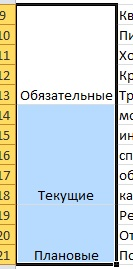 9 Кв
10 Пи
11 Хо
12 Кр
13 Обязательные Тр
14 мо
15 ин
16 сп
17 об
18 Текущие ка
19 Ре
20 От
21 Плановые По